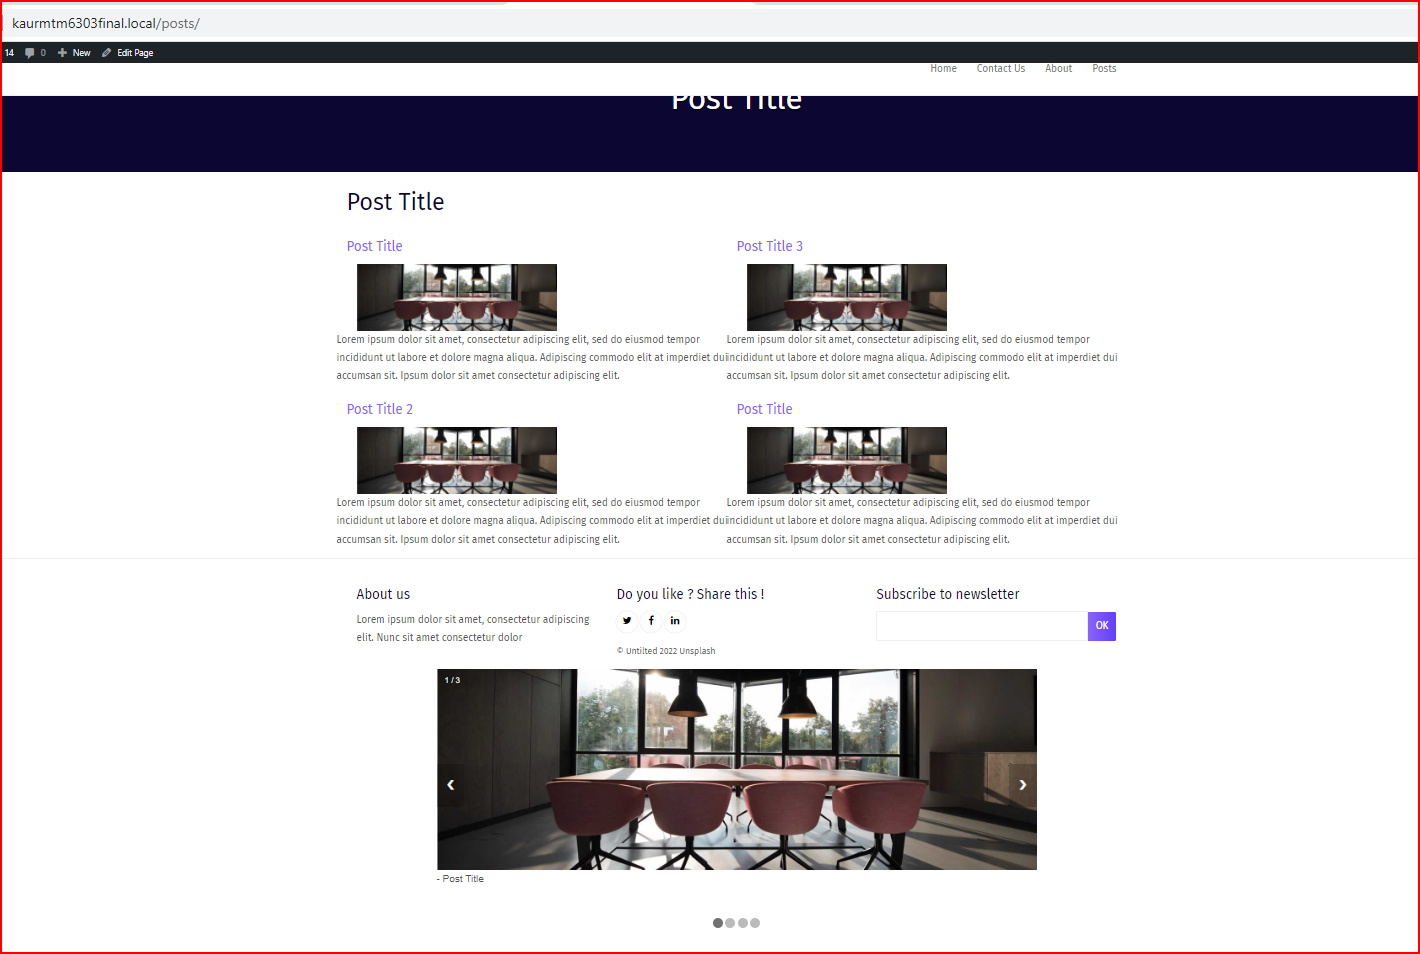 kaurmtm6303final.local/posts/
14 0 New Edit Page
Home Contact Us About Posts
Post Title
Post Title
Post Title
Lorem ipsum dolor sit amet, consectetur adipiscing elit, sed do eiusmod tempor
incididunt ut labore et dolore magna aliqua. Adipiscing commodo elit at imperdiet dui
accumsan sit. Ipsum dolor sit amet consectetur adipiscing elit.
Post Title 3
Lorem ipsum dolor sit amet, consectetur adipiscing elit, sed do eiusmod tempor
incididunt ut labore et dolore magna aliqua. Adipiscing commodo elit at imperdiet dui
accumsan sit. Ipsum dolor sit amet consectetur adipiscing elit.
Post Title 2
Lorem ipsum dolor sit amet, consectetur adipiscing elit, sed do eiusmod tempor
incididunt ut labore et dolore magna aliqua. Adipiscing commodo elit at imperdiet dui
accumsan sit. Ipsum dolor sit amet consectetur adipiscing elit.
Post Title
Lorem ipsum dolor sit amet, consectetur adipiscing elit, sed do eiusmod tempor
incididunt ut labore et dolore magna aliqua. Adipiscing commodo elit at imperdiet dui
accumsan sit. Ipsum dolor sit amet consectetur adipiscing elit.
About us
Lorem ipsum dolor sit amet, consectetur adipiscing
elit. Nunc sit amet consectetur dolor
Do you like ? Share this !
© Untilted 2022 Unsplash
Subscribe to newsletter
OK
1 / 3
- Post Title